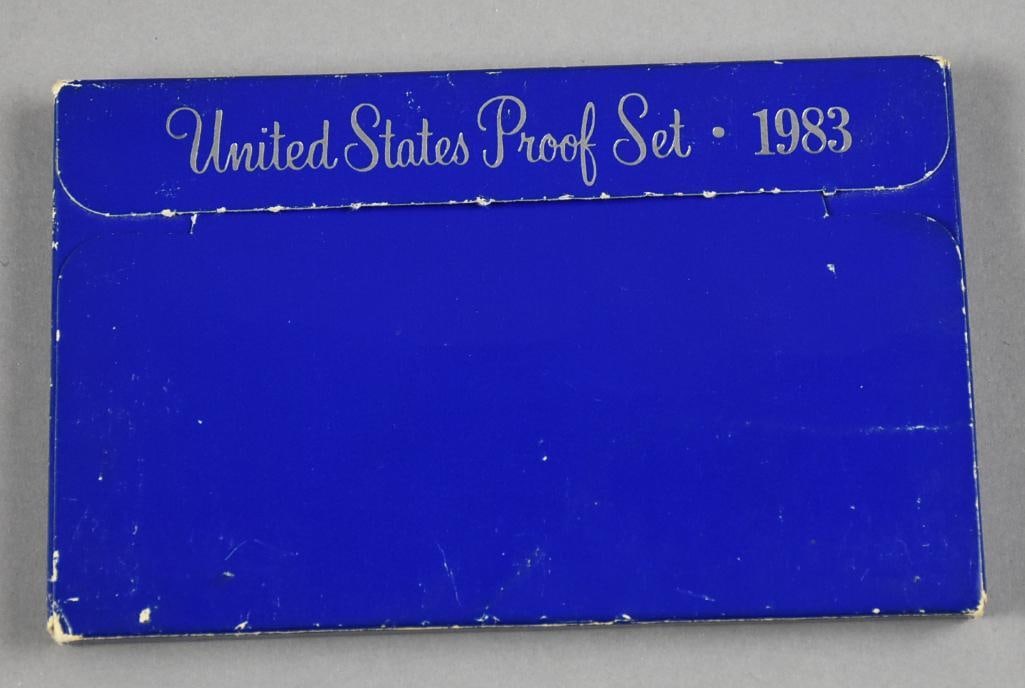 United States Proof Set • 1983